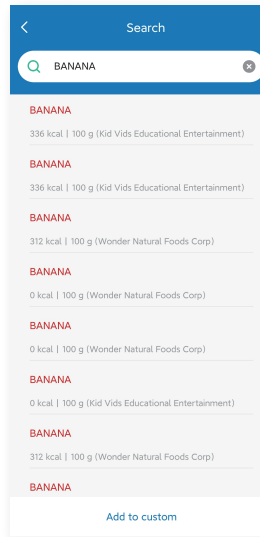 Search
BANANA
BANANA
336 kcal | 100 g (Kid Vids Educational Entertainment)
BANANA
336 kcal | 100 g (Kid Vids Educational Entertainment)
BANANA
312 kcal | 100 g (Wonder Natural Foods Corp)
BANANA
0 kcal | 100 g (Wonder Natural Foods Corp)
BANANA
0 kcal | 100 g (Wonder Natural Foods Corp)
BANANA
0 kcal | 100 g (Kid Vids Educational Entertainment)
BANANA
312 kcal | 100 g (Wonder Natural Foods Corp)
BANANA
Add to custom